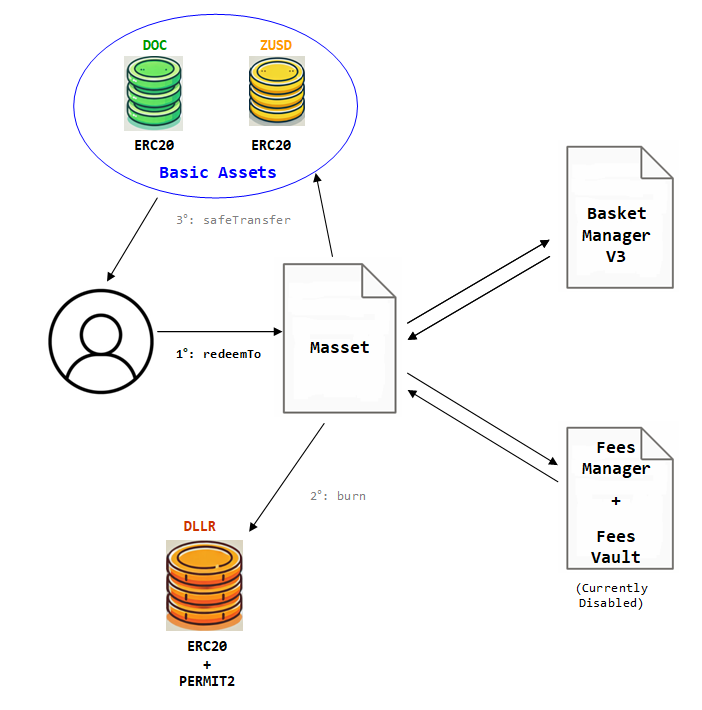 DOC
ZUSD
ERC20
ERC20
Basic Assets
3°: safeTransfer
Basket
Manager
V3
Masset
1°: redeemTo
Fees
Manager
+
Fees
Vault
(Currently
Disabled)
2°: burn
DLLR
ERC20
+
PERMIT2